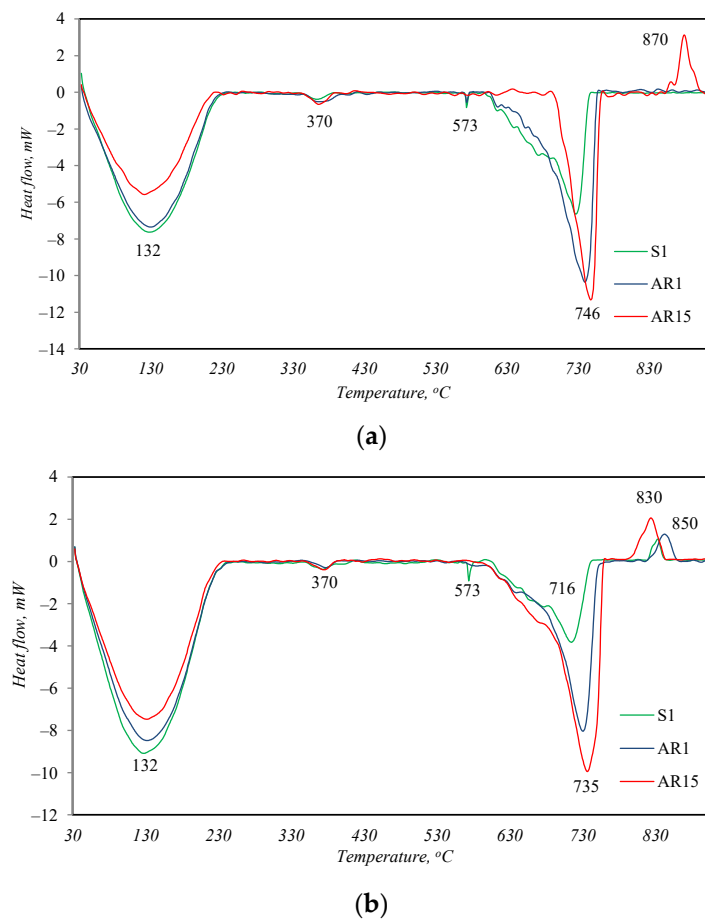 4
870
2
0
–2
370
573
–4
Heat flow, mW
–6
–8
132
S1
–10
AR1
–12
746
AR15
–14
30 130 230 330 430 530 630 730 830
Temperature, ᵒC
(a)
4
830
2
850
0
370
573
716
–2
Heat flow, mW
–4
–6
–8
S1
132
AR1
–10
735
AR15
–12
30 130 230 330 430 530 630 730 830
Temperature, ᵒC
(b)